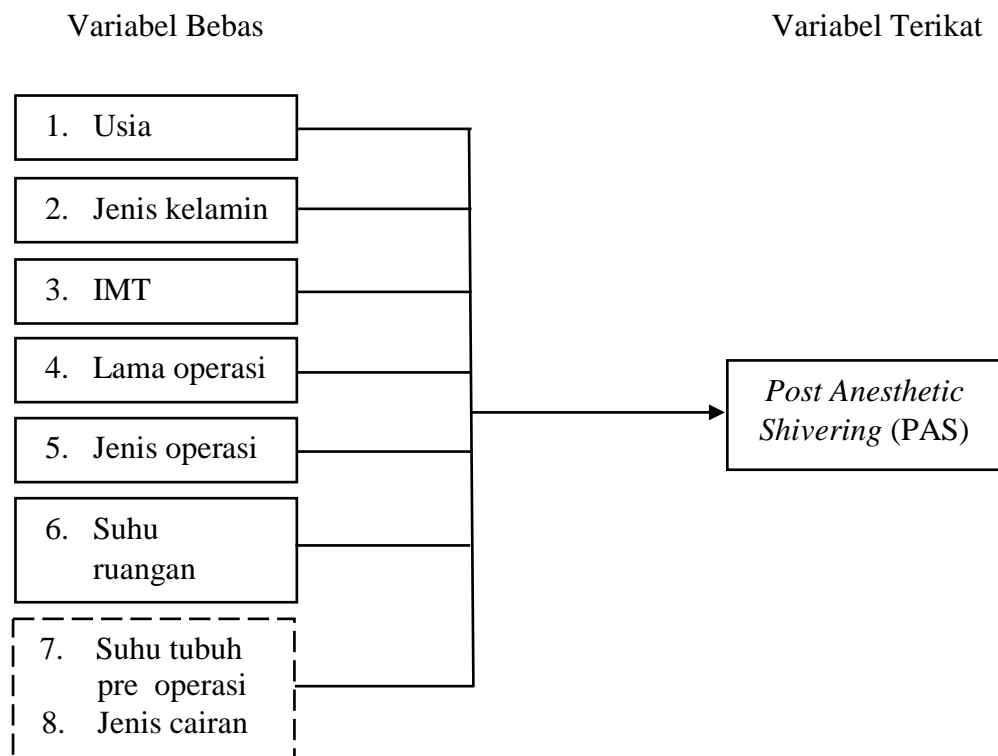 Variabel Bebas
Variabel Terikat
1. Usia
2. Jenis kelamin
3. IMT
4. Lama operasi
5. Jenis operasi
6. Suhu
ruangan
7. Suhu tubuh
pre operasi
8. Jenis cairan
Post Anesthetic
Shivering (PAS)